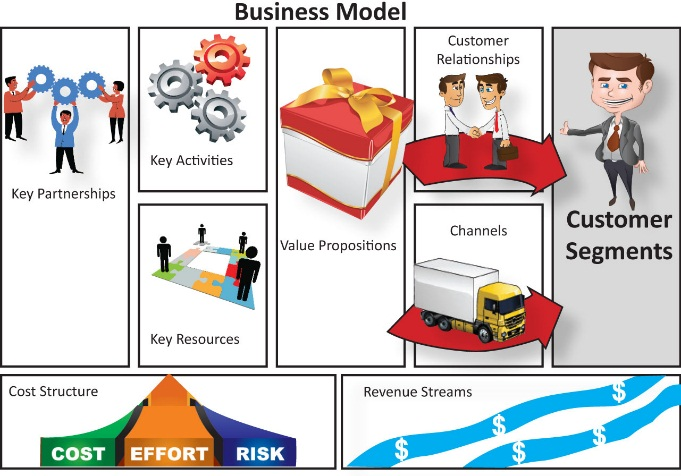 Business Model
Key Partnerships
Key Activities
Key Resources
Value Propositions
Customer
Relationships
Channels
Customer
Segments
Cost Structure
COST EFFORT RISK
Revenue Streams
$ $ $
$ $